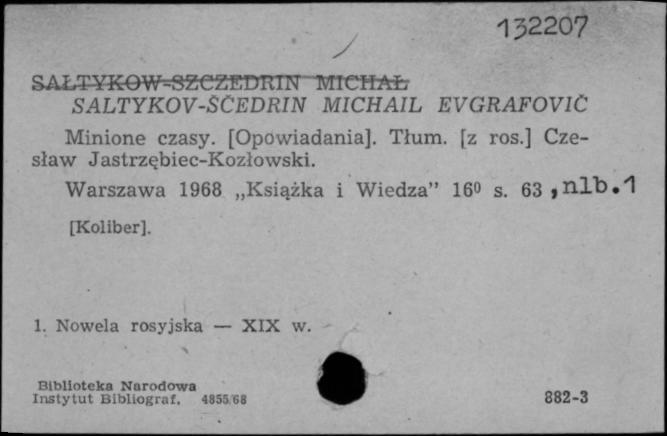 132207
SAŁTYKOW-SZCZEDRIN MICHAŁ
SALTYKOV-ŠČEDRIN MICHAIL EVGRAFOVIČ
Minione czasy. [Opowiadania]. Tłum. [z ros.] Cze-
sław Jastrzębiec-Kozłowski.
Warszawa 1968 „Książka i Wiedza” 16⁰ s. 63, nlb. 1
[Koliber].
1. Nowela rosyjska — XIX w.
Biblioteka Narodowa
Instytut Bibliograf. 4855/68
882-3